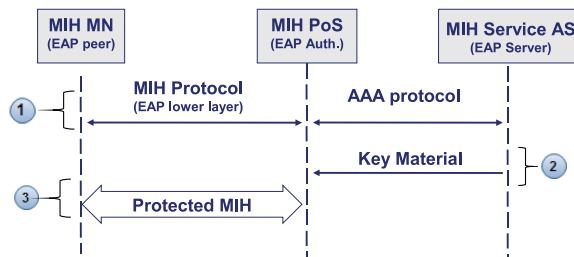 MIH MN
(EAP peer)
MIH PoS
(EAP Auth.)
MIH Service AS
(EAP Server)
1
MIH Protocol
(EAP lower layer)
AAA protocol
Key Material
2
3
Protected MIH